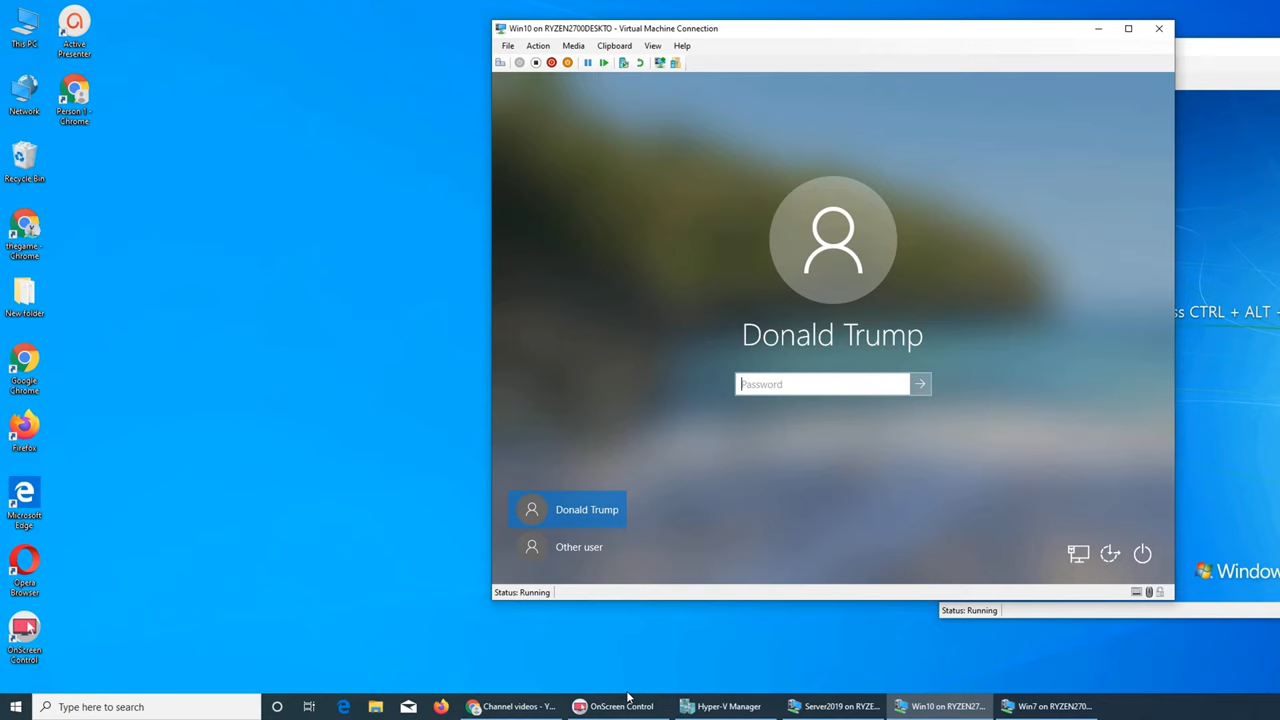 This PC
Active
Presenter
Network
Person 1 -
Chrome
Recycle Bin
thegame -
Chrome
New folder
Google
Chrome
Firefox
Microsoft
Edge
Opera
Browser
OnScreen
Control
Win10 on RYZEN2700DESKTO - Virtual Machine Connection
File Action Media Clipboard View Help
Donald Trump
Password
Donald Trump
Other user
Status: Running
ss CTRL + ALT +
Window
Status: Running
Type here to search
Channel videos - Y...
OnScreen Control
Hyper-V Manager
Server2019 on RYZE...
Win10 on RYZEN27...
Win7 on RYZEN270...